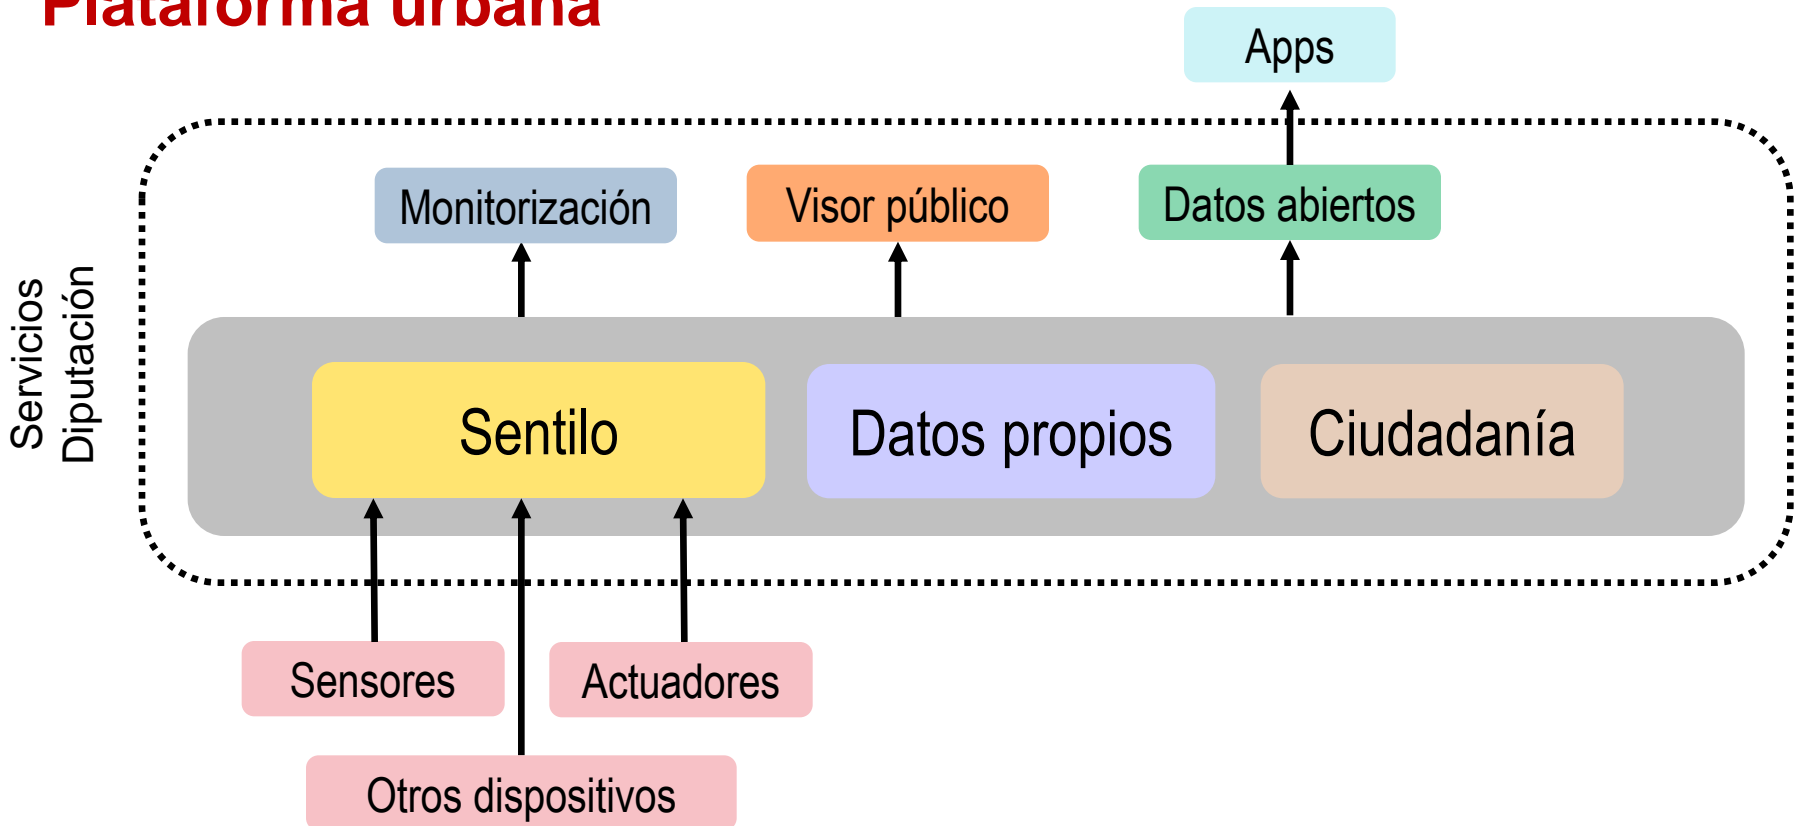 Plataforma urbana
Apps
Monitorización
Visor público
Datos abiertos
Servicios
Diputación
Sentilo
Datos propios
Ciudadanía
Sensores
Actuadores
Otros dispositivos